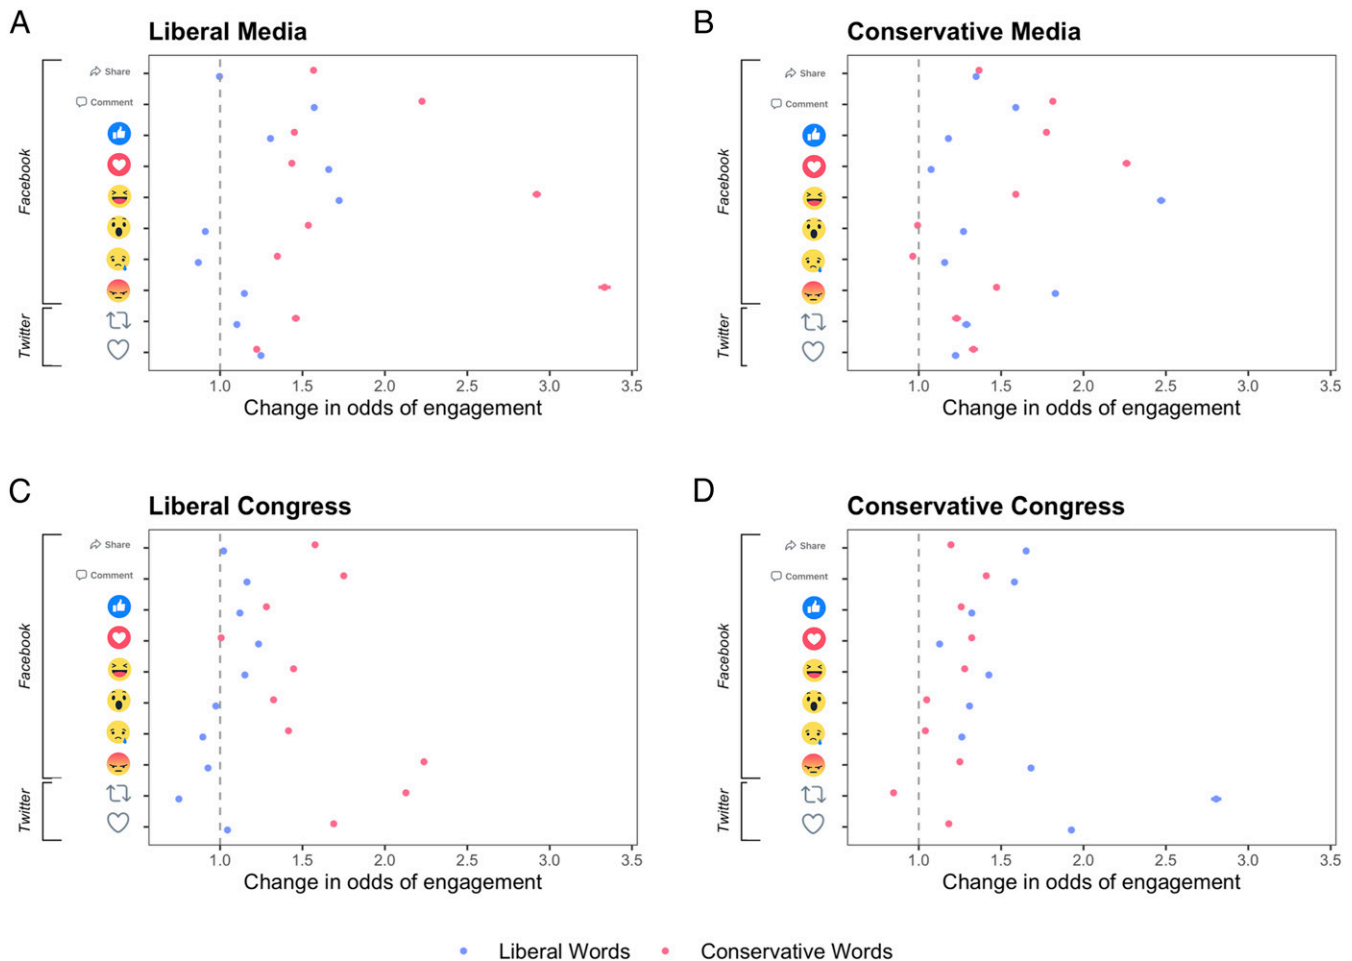 A
Liberal Media
Share
Comment
Facebook
Twitter
1.0 1.5 2.0 2.5 3.0 3.5
Change in odds of engagement
B
Conservative Media
Share
Comment
Facebook
Twitter
1.0 1.5 2.0 2.5 3.0 3.5
Change in odds of engagement
C
Liberal Congress
Share
Comment
Facebook
Twitter
1.0 1.5 2.0 2.5 3.0 3.5
Change in odds of engagement
D
Conservative Congress
Share
Comment
Facebook
Twitter
1.0 1.5 2.0 2.5 3.0 3.5
Change in odds of engagement
Liberal Words Conservative Words